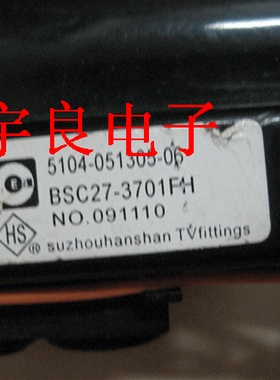 宇良电子
5104-051305-06
BSC27-3701FH
NO.091110
HS ® suzhouhanshan TVfittings